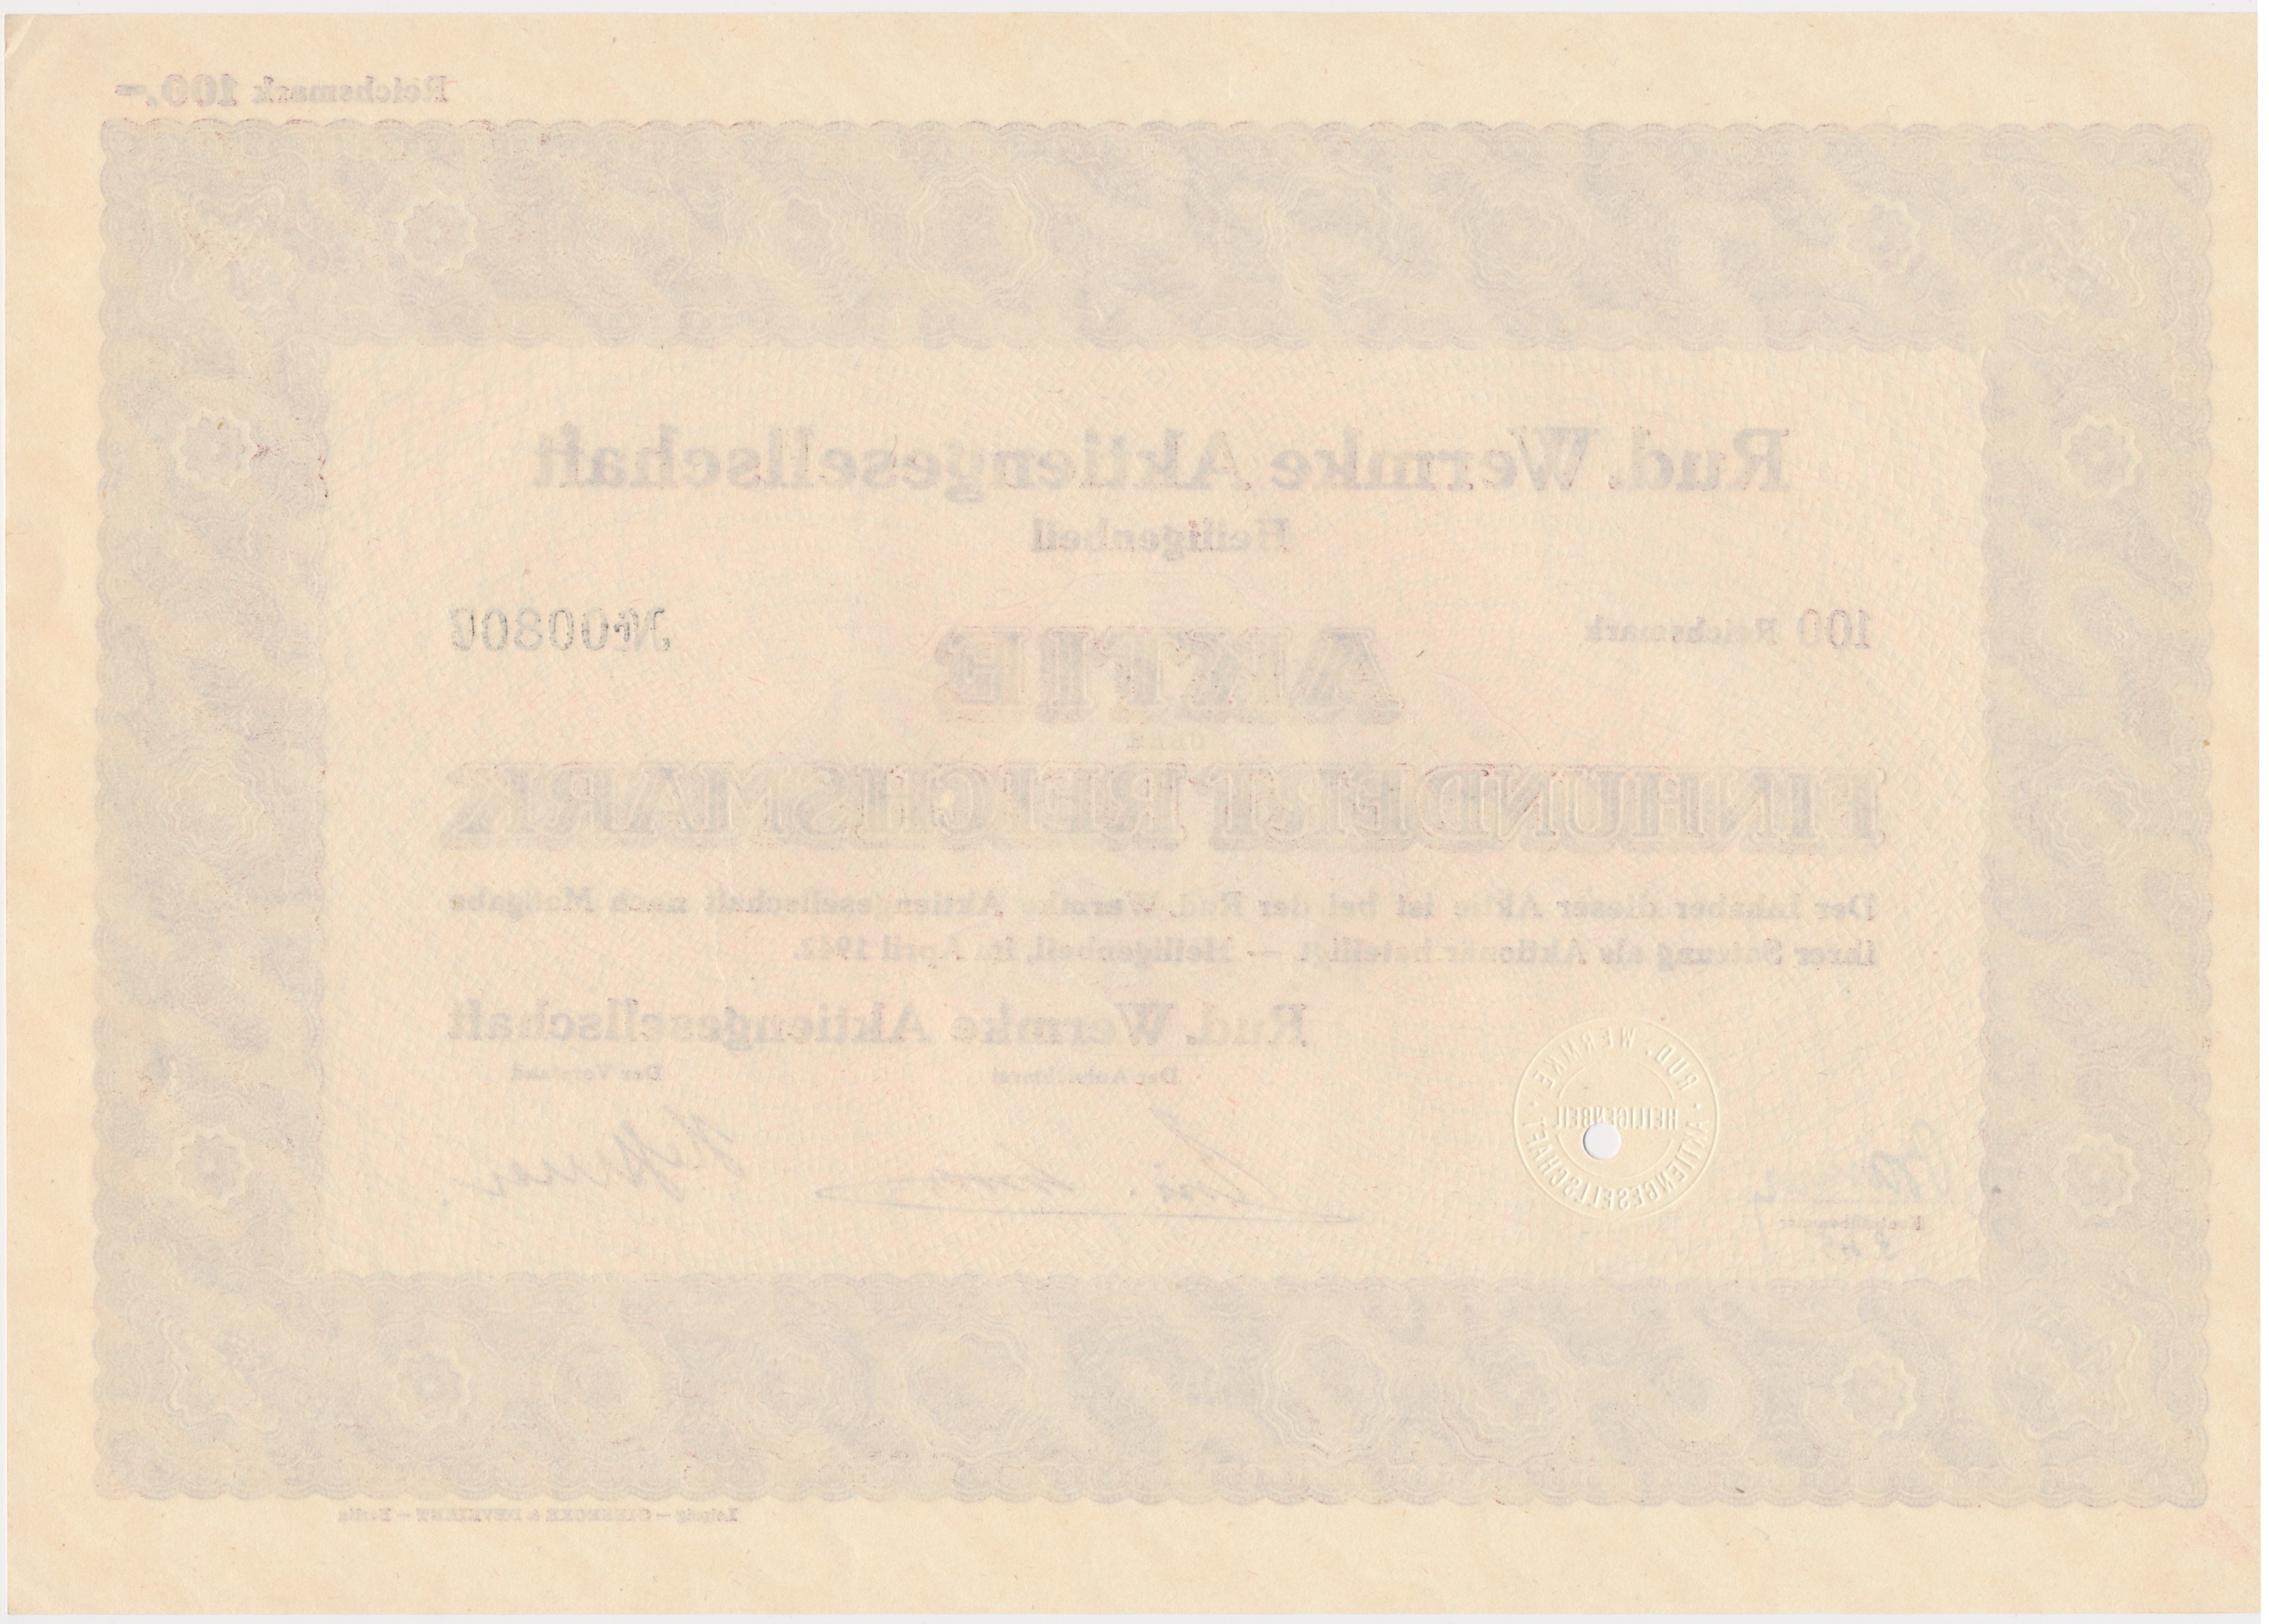 Reichsmark 100,—
Rud. Wermke Aktiengesellschaft
Heiligenbeil
100 Reichsmark
№ 00800
AKTIE
ÜBER
EINHUNDERT REICHSMARK
Der Inhaber dieser Aktie ist bei der Rud. Wermke Aktiengesellschaft nach Maßgabe
ihrer Satzung als Aktionär beteiligt. — Heiligenbeil, im April 1942.
Rud. Wermke Aktiengesellschaft
Der Aufsichtsrat
Der Vorstand
RUD. WERMKE · AKTIENGESELLSCHAFT ·
HEILIGENBEIL
Leipzig — GIESECKE & DEVRIENT — Berlin